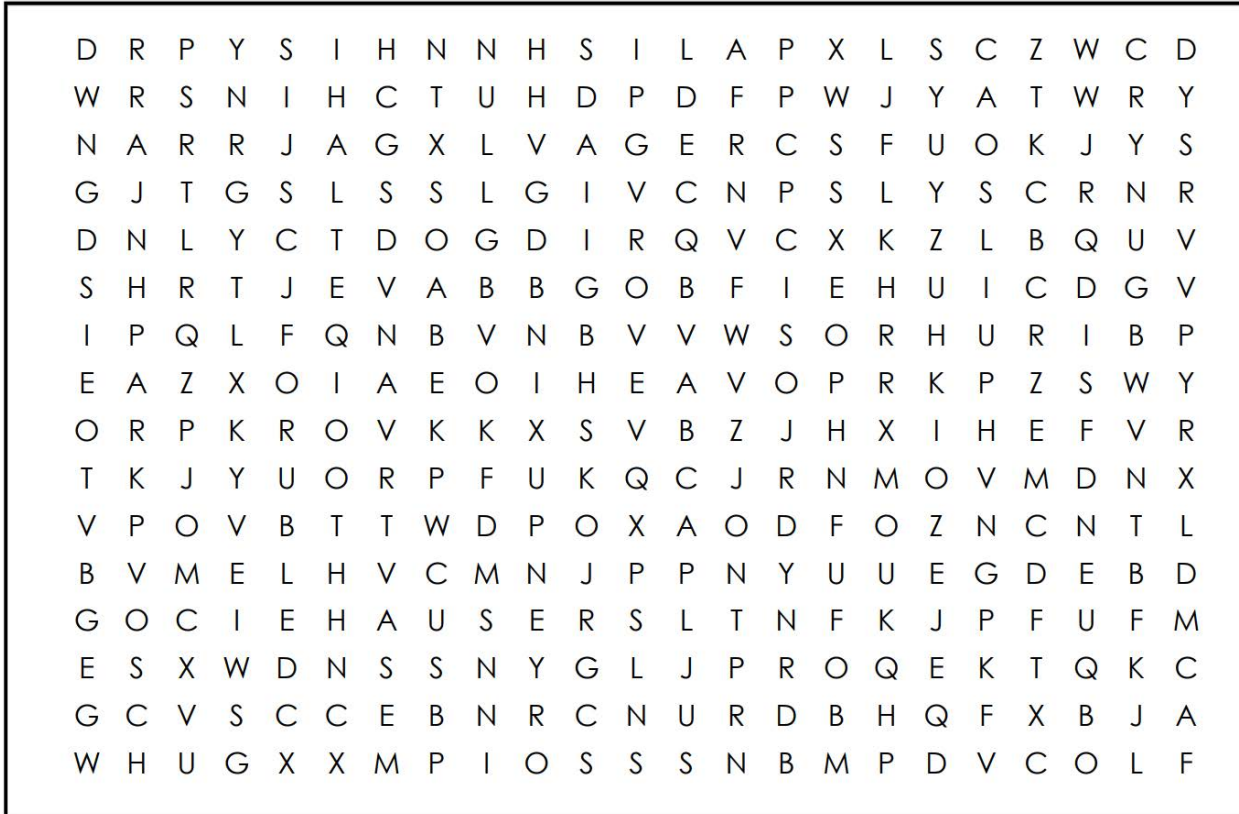 D R P Y S I H N N H S I L A P X L S C Z W C D
W R S N I H C T U H D P D F P W J Y A T W R Y
N A R R J A G X L V A G E R C S F U O K J Y S
G J T G S L S S L G I V C N P S L Y S C R N R
D N L Y C T D O G D I R Q V C X K Z L B Q U V
S H R T J E V A B B G O B F I E H U I C D G V
I P Q L F Q N B V N B V V W S O R H U R I B P
E A Z X O I A E O I H E A V O P R K P Z S W Y
O R P K R O V K K X S V B Z J H X I H E F V R
T K J Y U O R P F U K Q C J R N M O V M D N X
V P O V B T T W D P O X A O D F O Z N C N T L
B V M E L H V C M N J P P N Y U U E G D E B D
G O C I E H A U S E R S L T N F K J P F U F M
E S X W D N S S N Y G L J P R O Q E K T Q K C
G C V S C C E B N R C N U R D B H Q F X B J A
W H U G X X M P I O S S S N B M P D V C O L F